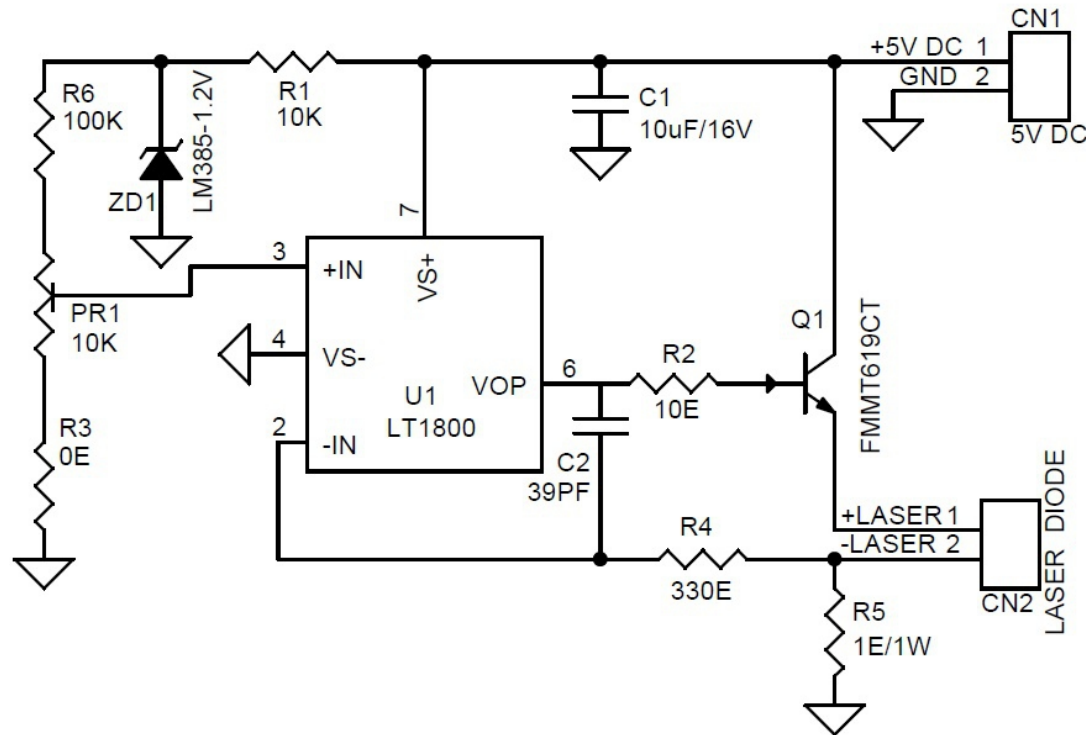 CN1
+5V DC 1
GND 2
5V DC
R6
100K
LM385-1.2V
ZD1
R1
10K
C1
10uF/16V
7
VS+
3
+IN
PR1
10K
4
VS-
U1
LT1800
VOP
6
2
-IN
R3
0E
R2
10E
Q1
FMMT619CT
C2
39PF
R4
330E
+LASER 1
-LASER 2
CN2
LASER DIODE
R5
1E/1W